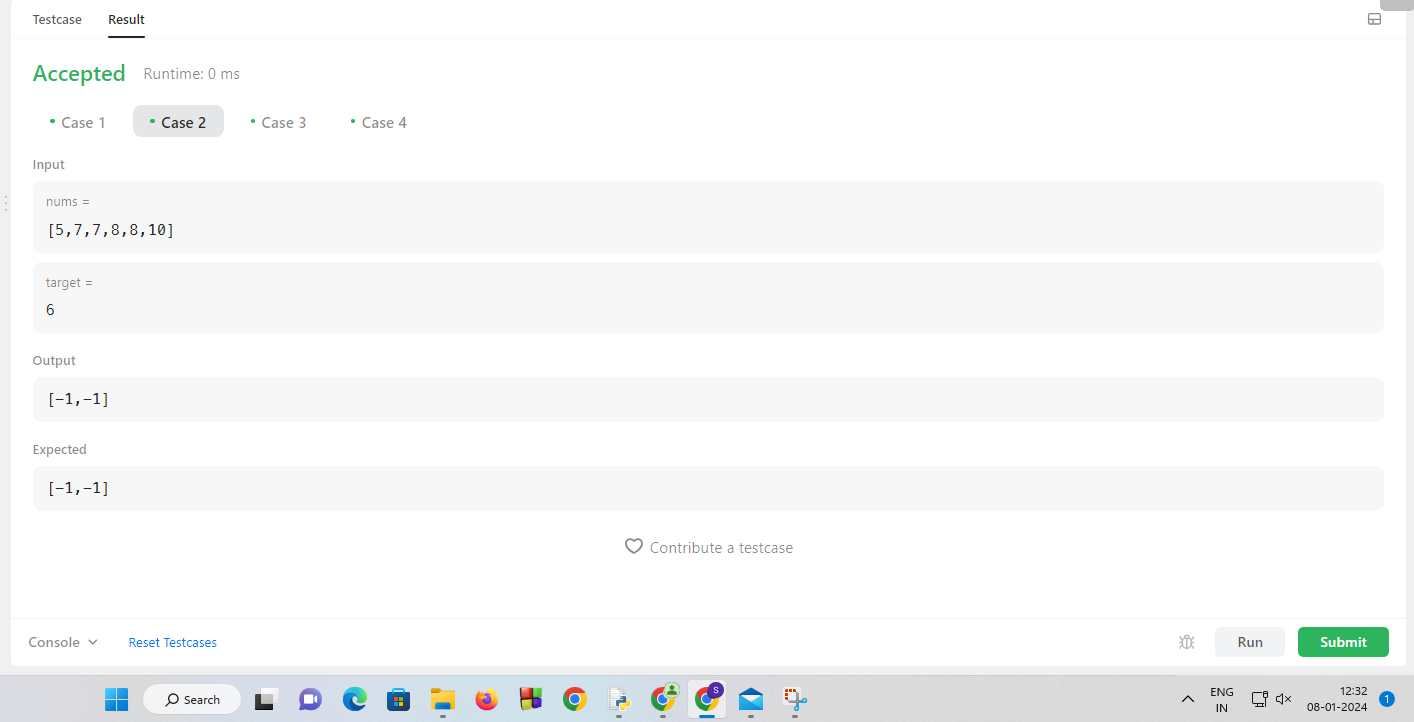 Testcase Result
Accepted Runtime: 0 ms
Case 1 Case 2 Case 3 Case 4
Input
nums =
[5,7,7,8,8,10]
target =
6
Output
[-1,-1]
Expected
[-1,-1]
Contribute a testcase
Console Reset Testcases Run Submit
Search
S
ENG
IN
12:32
08-01-2024
1